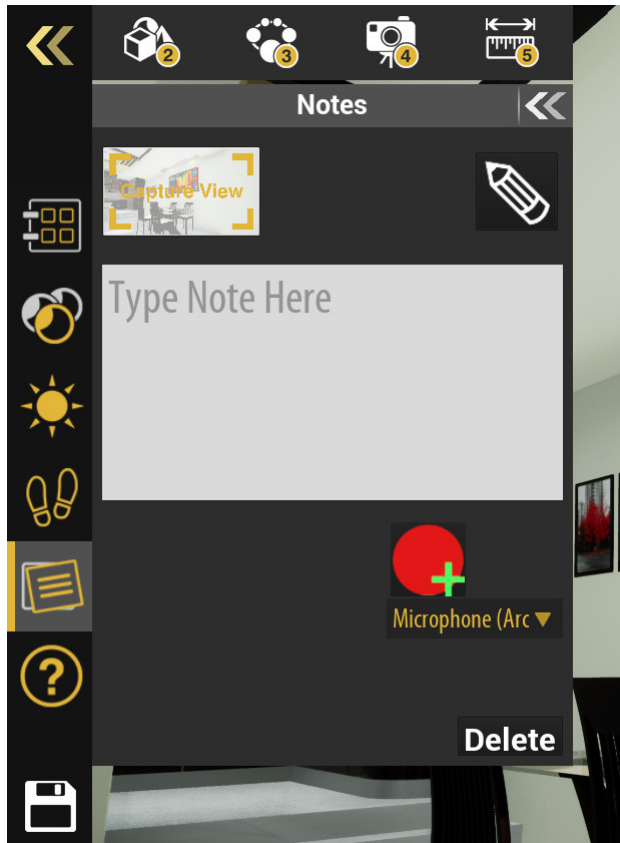 2
3
4
5
Notes
Capture View
Type Note Here
Microphone (Arc
?
Delete